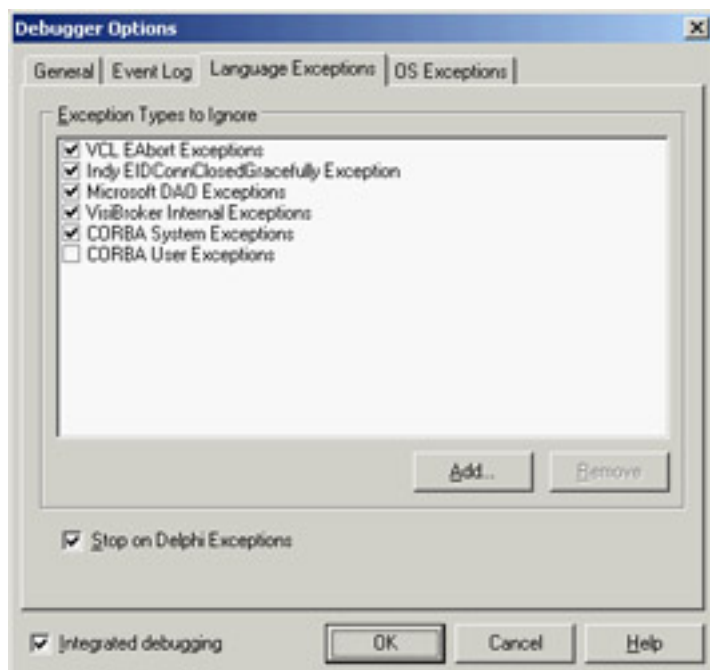 Debugger Options
General
Event Log
Language Exceptions
OS Exceptions
Exception Types to Ignore
VCL EAbort Exceptions
Indy EIDConnClosedGracefully Exception
Microsoft DAO Exceptions
VisiBroker Internal Exceptions
CORBA System Exceptions
CORBA User Exceptions
Add...
Remove
Stop on Delphi Exceptions
Integrated debugging
OK
Cancel
Help